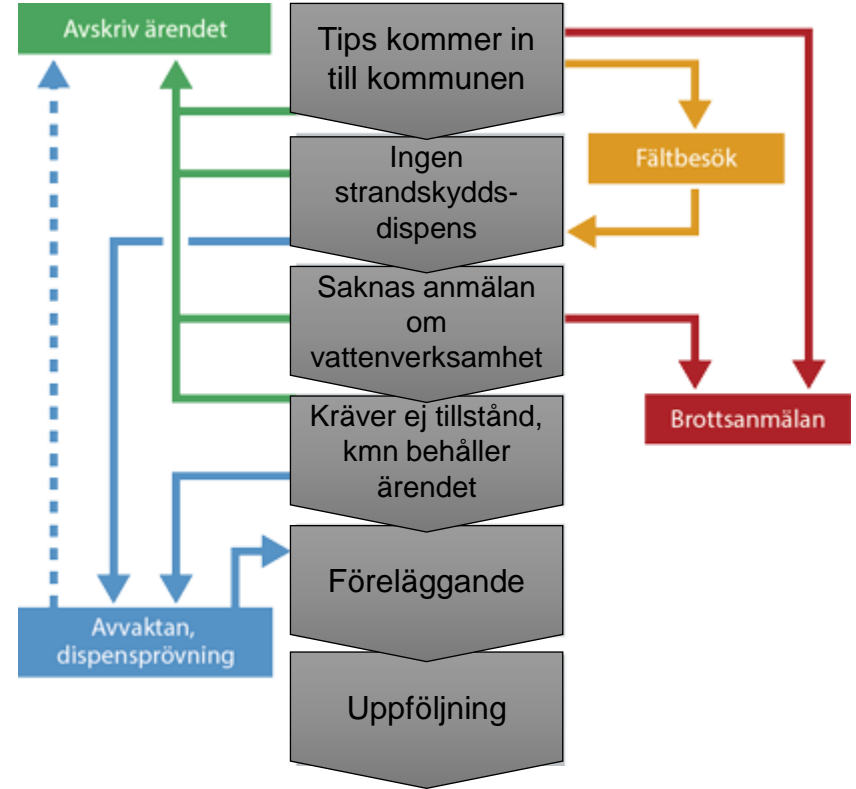 Avskriv ärendet
Tips kommer in
till kommunen
Fältbesök
Ingen
strandskydds-
dispens
Saknas anmälan
om
vattenverksamhet
Brottsanmälan
Kräver ej tillstånd,
kmn behåller
ärendet
Föreläggande
Avvaktan,
dispensprövning
Uppföljning